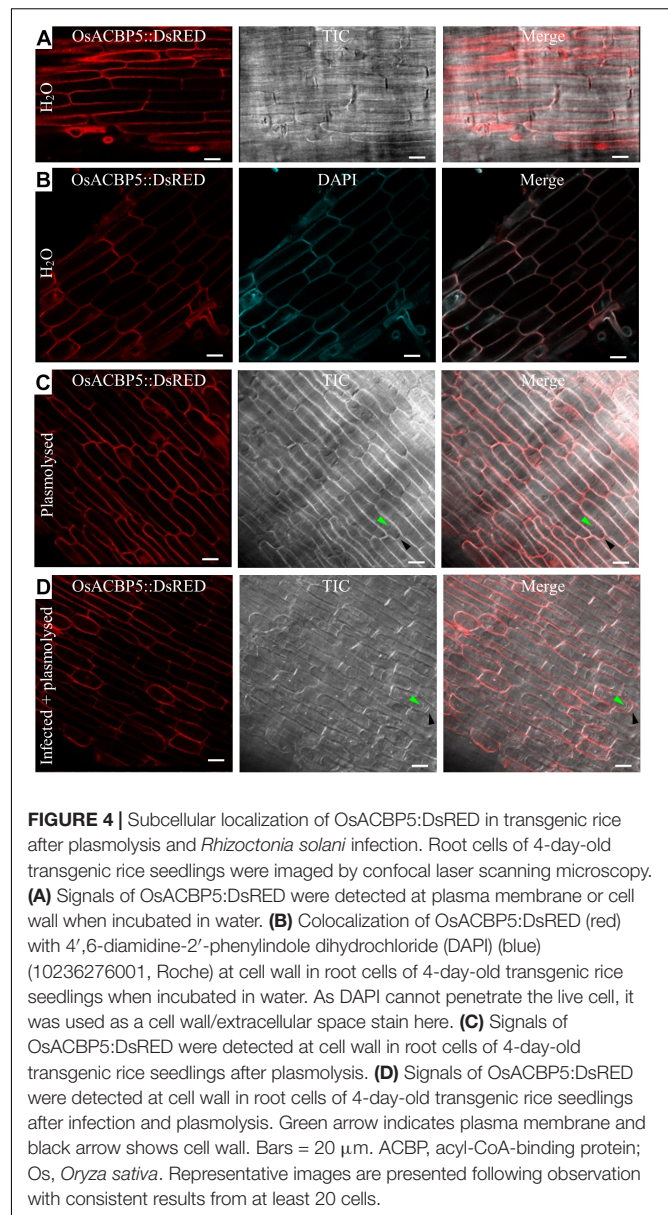 A OsACBP5::DsRED TIC Merge
H₂O
B OsACBP5::DsRED DAPI Merge
H₂O
C OsACBP5::DsRED TIC Merge
Plasmolysed
D OsACBP5::DsRED TIC Merge
Infected + plasmolysed
FIGURE 4 | Subcellular localization of OsACBP5:DsRED in transgenic rice
after plasmolysis and Rhizoctonia solani infection. Root cells of 4-day-old
transgenic rice seedlings were imaged by confocal laser scanning microscopy.
(A) Signals of OsACBP5:DsRED were detected at plasma membrane or cell
wall when incubated in water. (B) Colocalization of OsACBP5:DsRED (red)
with 4′,6-diamidine-2′-phenylindole dihydrochloride (DAPI) (blue)
(10236276001, Roche) at cell wall in root cells of 4-day-old transgenic rice
seedlings when incubated in water. As DAPI cannot penetrate the live cell, it
was used as a cell wall/extracellular space stain here. (C) Signals of
OsACBP5:DsRED were detected at cell wall in root cells of 4-day-old
transgenic rice seedlings after plasmolysis. (D) Signals of OsACBP5:DsRED
were detected at cell wall in root cells of 4-day-old transgenic rice seedlings
after infection and plasmolysis. Green arrow indicates plasma membrane and
black arrow shows cell wall. Bars = 20 μm. ACBP, acyl-CoA-binding protein;
Os, Oryza sativa. Representative images are presented following observation
with consistent results from at least 20 cells.